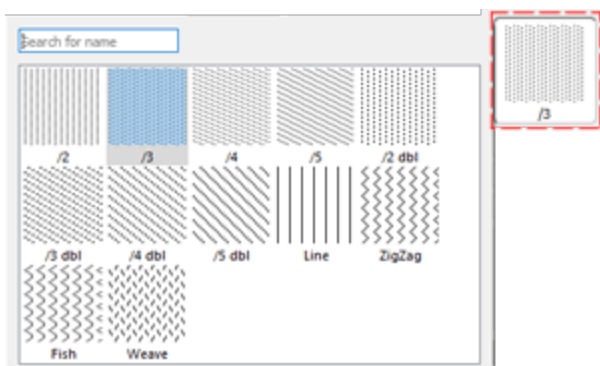 Search for name
/3
/2 /3 /4 /5 /2 dbl
/3 dbl /4 dbl /5 dbl Line ZigZag
Fish Weave